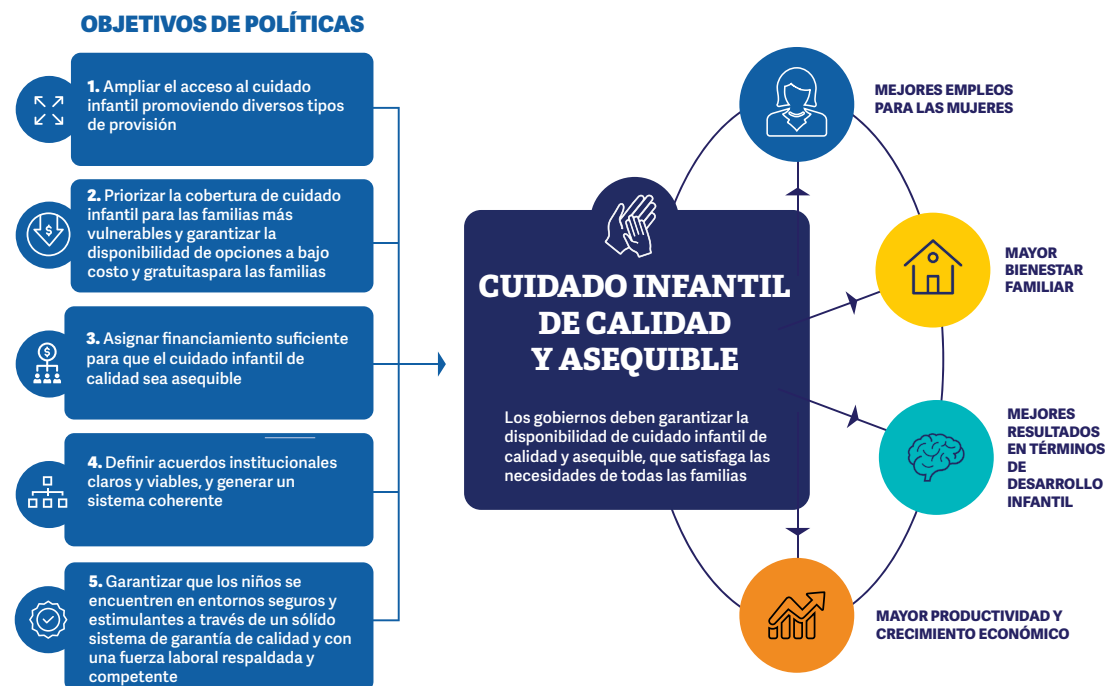 OBJETIVOS DE POLÍTICAS
1. Ampliar el acceso al cuidado
infantil promoviendo diversos tipos
de provisión
2. Priorizar la cobertura de cuidado
infantil para las familias más
vulnerables y garantizar la
disponibilidad de opciones a bajo
costo y gratuitaspara las familias
3. Asignar financiamiento suficiente
para que el cuidado infantil de
calidad sea asequible
4. Definir acuerdos institucionales
claros y viables, y generar un
sistema coherente
5. Garantizar que los niños se
encuentren en entornos seguros y
estimulantes a través de un sólído
sistema de garantía de calidad y con
una fuerza laboral respaldada y
competente
CUIDADO INFANTIL
DE CALIDAD
Y ASEQUIBLE
Los gobiernos deben garantizar la
disponibilidad de cuidado infantil de
calidad y asequible, que satisfaga las
necesidades de todas las familias
MEJORES EMPLEOS
PARA LAS MUJERES
MAYOR
BIENESTAR
FAMILIAR
MEJORES
RESULTADOS
EN TÉRMINOS
DE
DESARROLLO
INFANTIL
MAYOR PRODUCTIVIDAD Y
CRECIMIENTO ECONÓMICO